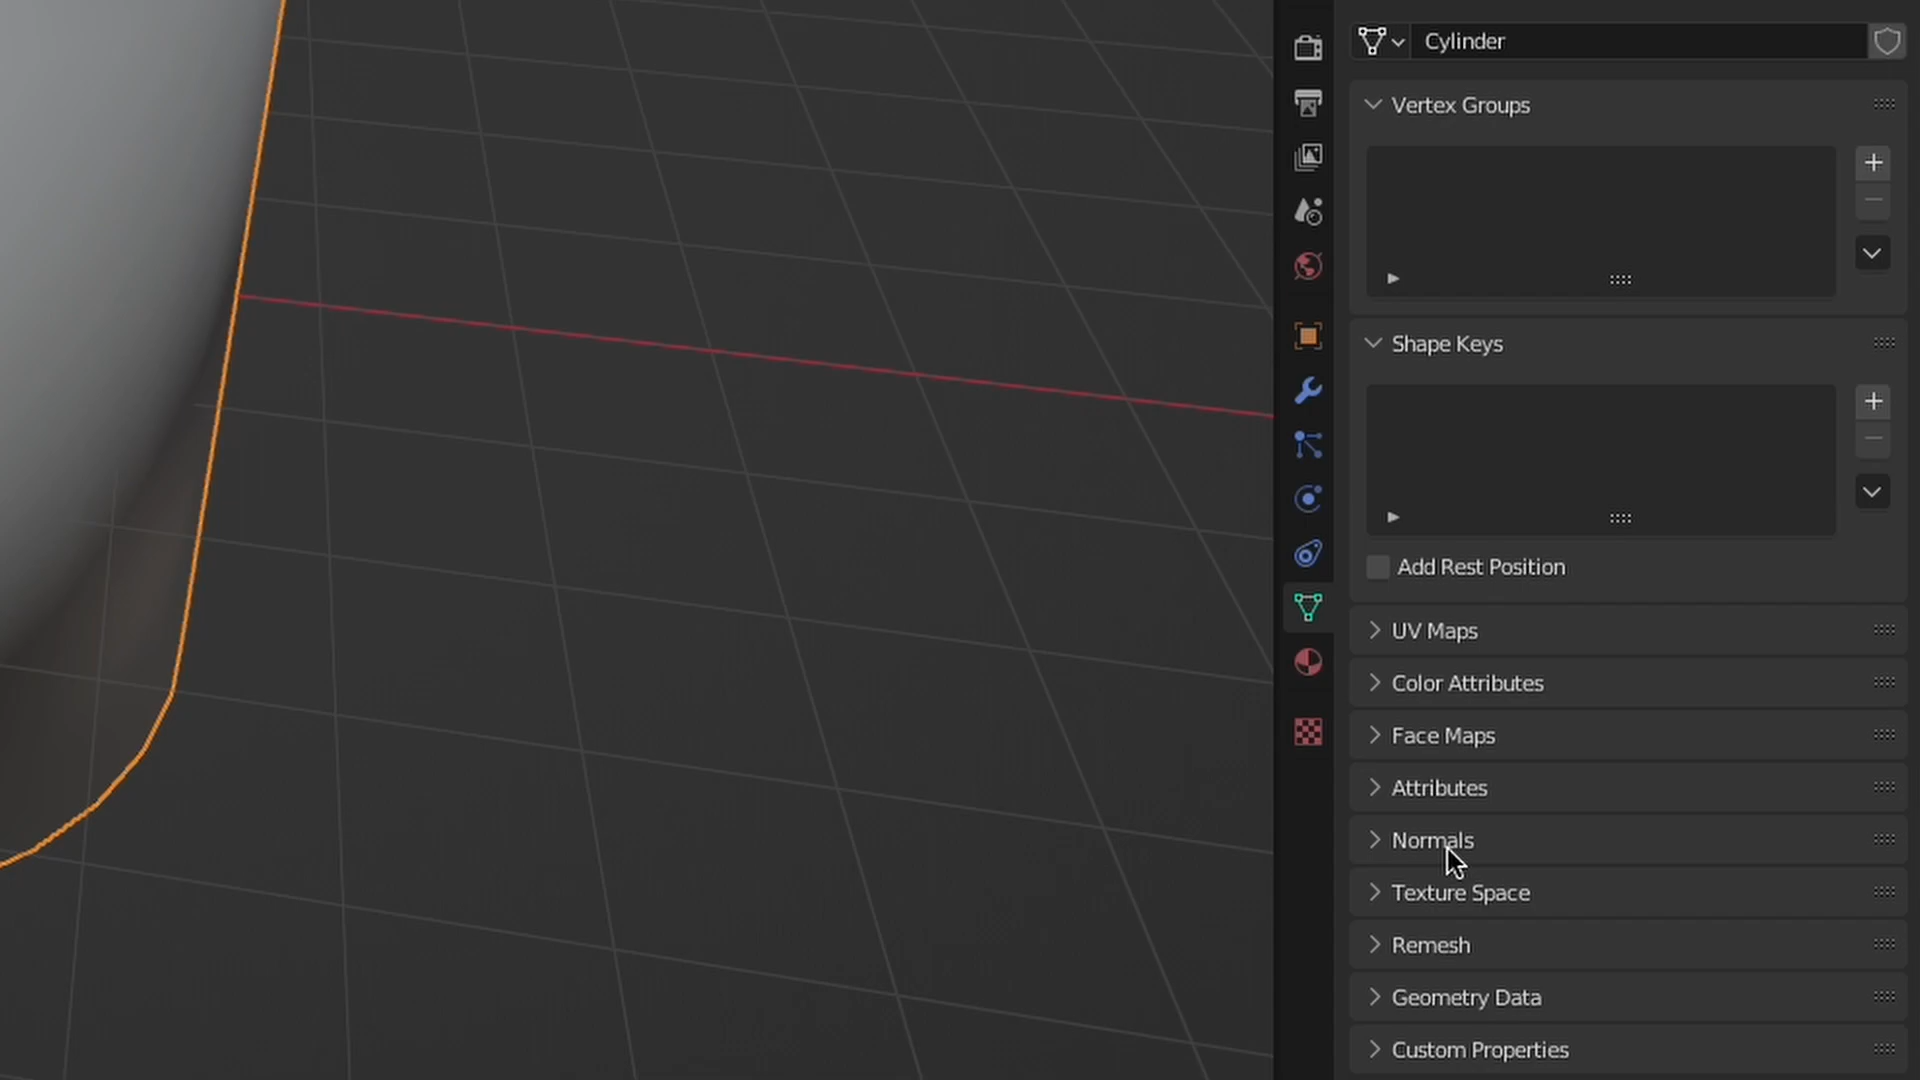 Cylinder
Vertex Groups
Shape Keys
Add Rest Position
UV Maps
Color Attributes
Face Maps
Attributes
Normals
Texture Space
Remesh
Geometry Data
Custom Properties